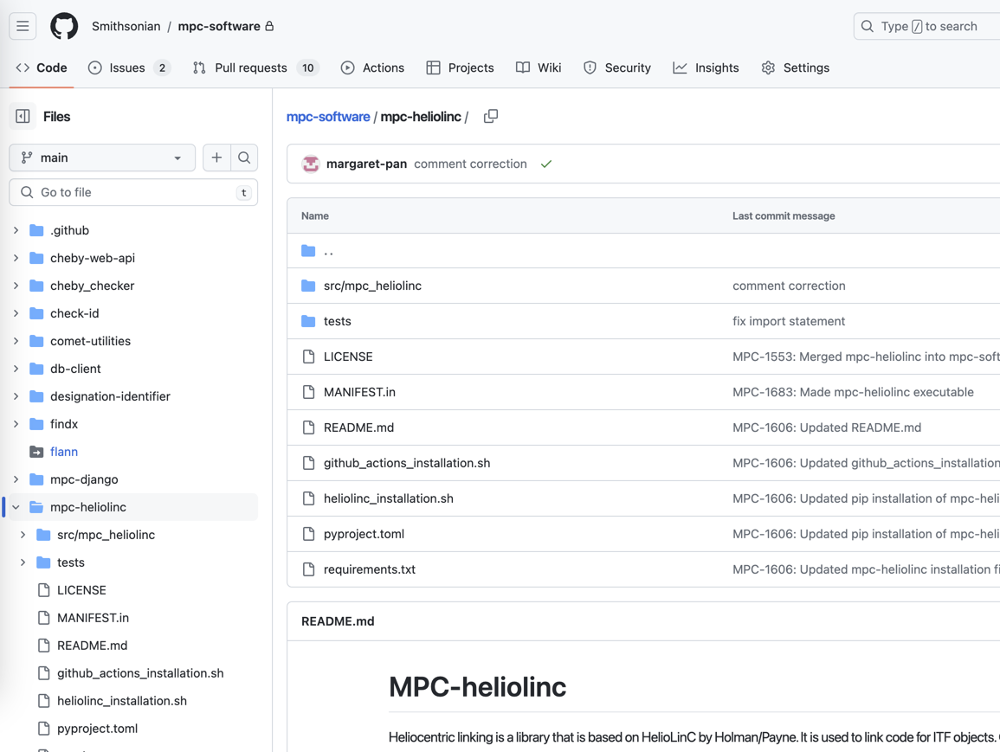 Smithsonian / mpc-software
Type / to search
Code
Issues 2
Pull requests 10
Actions
Projects
Wiki
Security
Insights
Settings
Files
main
Go to file
t
.github
cheby-web-api
cheby_checker
check-id
comet-utilities
db-client
designation-identifier
findx
flann
mpc-django
mpc-heliolinc
src/mpc_heliolinc
tests
LICENSE
MANIFEST.in
README.md
github_actions_installation.sh
heliolinc_installation.sh
pyproject.toml
mpc-software / mpc-heliolinc /
margaret-pan comment correction
Name Last commit message
..
src/mpc_heliolinc comment correction
tests fix import statement
LICENSE MPC-1553: Merged mpc-heliolinc into mpc-soft
MANIFEST.in MPC-1683: Made mpc-heliolinc executable
README.md MPC-1606: Updated README.md
github_actions_installation.sh MPC-1606: Updated github_actions_installation
heliolinc_installation.sh MPC-1606: Updated pip installation of mpc-heli
pyproject.toml MPC-1606: Updated pip installation of mpc-heli
requirements.txt MPC-1606: Updated mpc-heliolinc installation fi
README.md
MPC-heliolinc
Heliocentric linking is a library that is based on HelioLinC by Holman/Payne. It is used to link code for ITF objects.